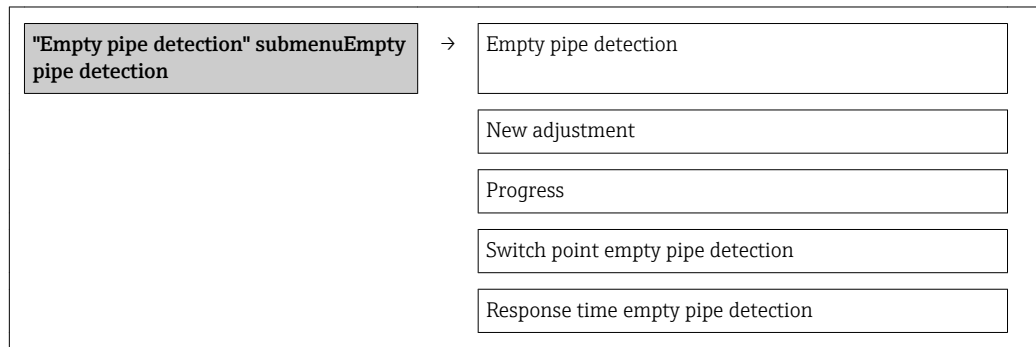 "Empty pipe detection" submenuEmpty
pipe detection
→
Empty pipe detection
New adjustment
Progress
Switch point empty pipe detection
Response time empty pipe detection